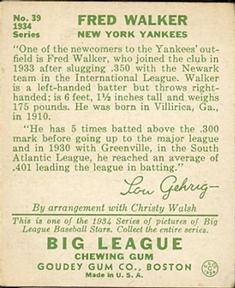 No. 39
1934
Series
FRED WALKER
NEW YORK YANKEES
"One of the newcomers to the Yankees' out-
field is Fred Walker, who joined the club in
1933 after slugging .350 with the Newark
team in the International League. Walker
is a left-handed batter but throws right-
handed; is 6 feet, 1½ inches tall and weighs
175 pounds. He was born in Villirica, Ga.,
in 1910.
"He has 5 times batted above the .300
mark before going up to the major league
and in 1930 with Greenville, in the South
Atlantic League, he reached an average of
.401 leading the league in batting."
Lou Gehrig
By arrangement with Christy Walsh
This is one of the 1934 Series of pictures of Big
League Baseball Stars. Collect the entire series.
BIG LEAGUE
CHEWING GUM
GOUDEY GUM CO., BOSTON
Made in U. S. A.